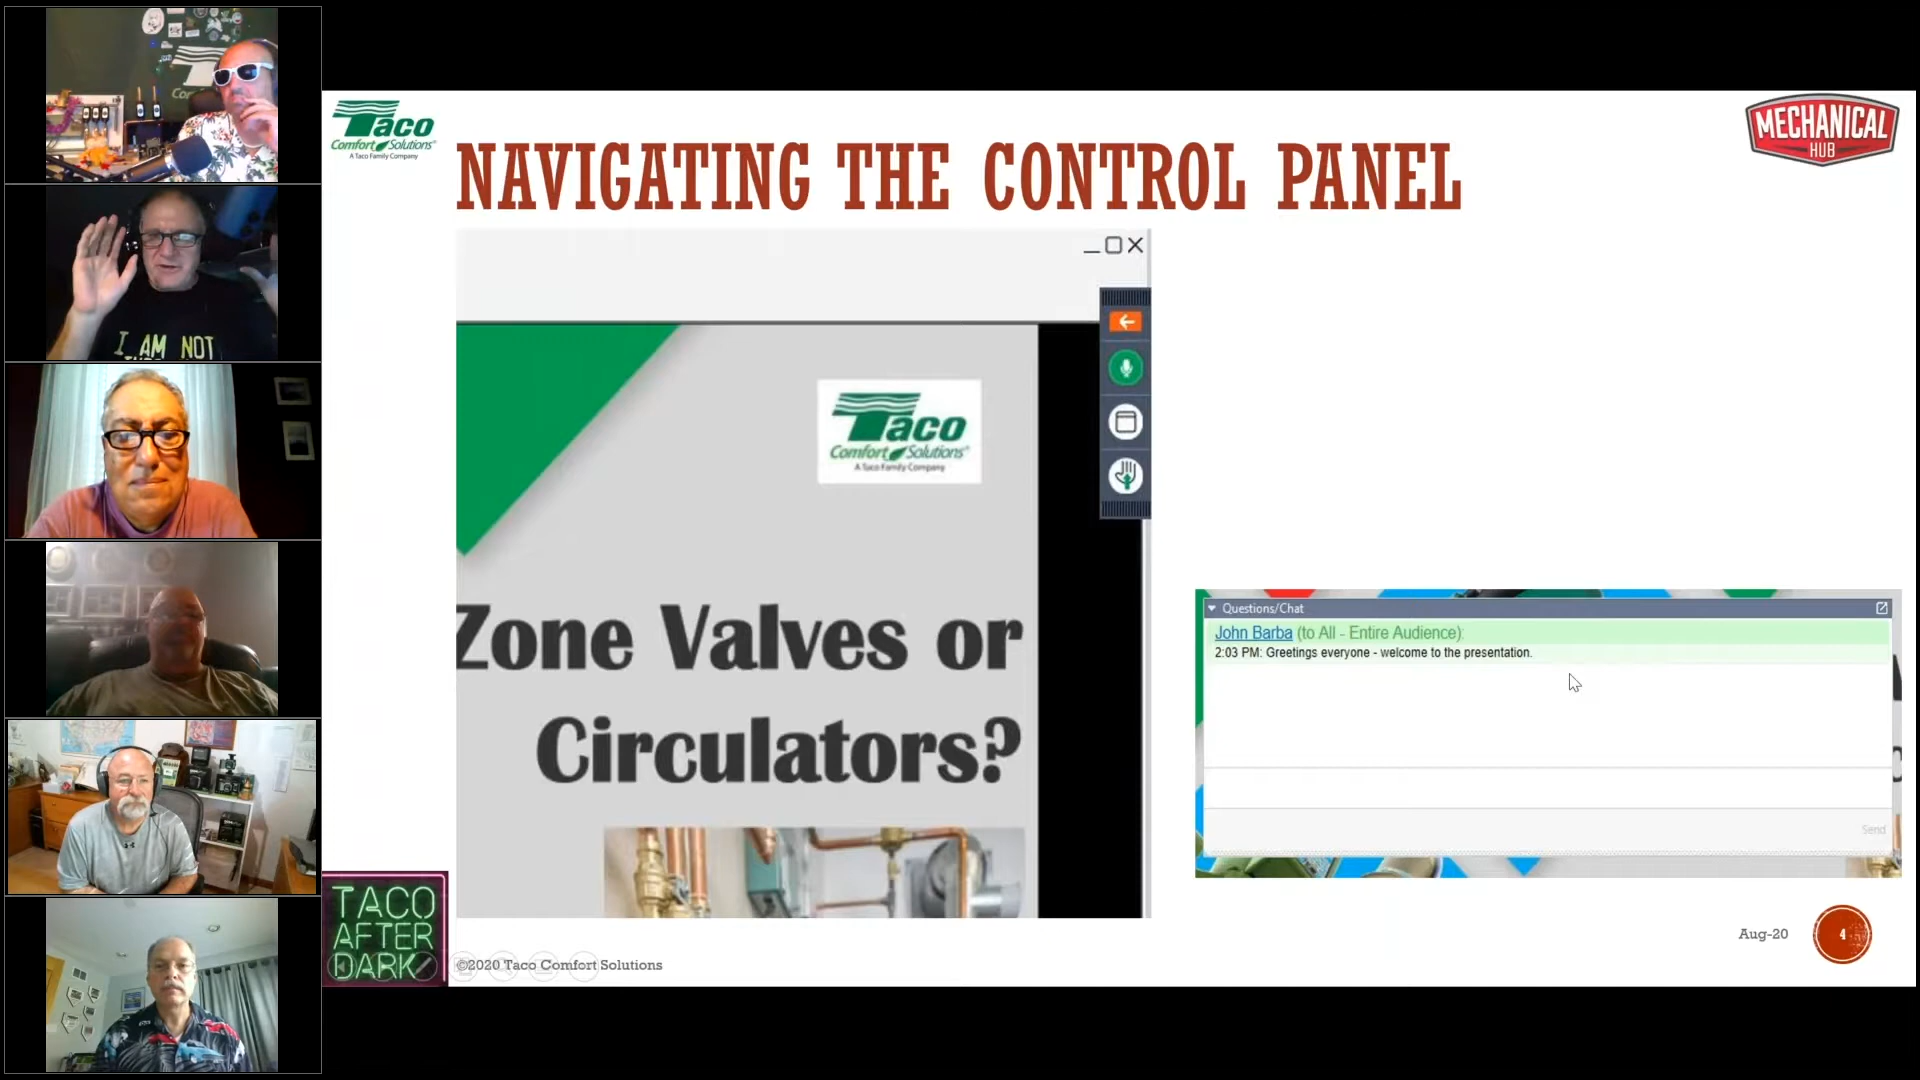 Taco
Comfort Solutions®
A Taco Family Company
MECHANICAL
HUB
NAVIGATING THE CONTROL PANEL
Taco
Comfort Solutions®
A Taco Family Company
Zone Valves or
Circulators?
I AM NOT
Questions/Chat
John Barba (to All - Entire Audience):
2:03 PM: Greetings everyone - welcome to the presentation.
Send
TACO
AFTER
DARK
©2020 Taco Comfort Solutions
Aug-20
4